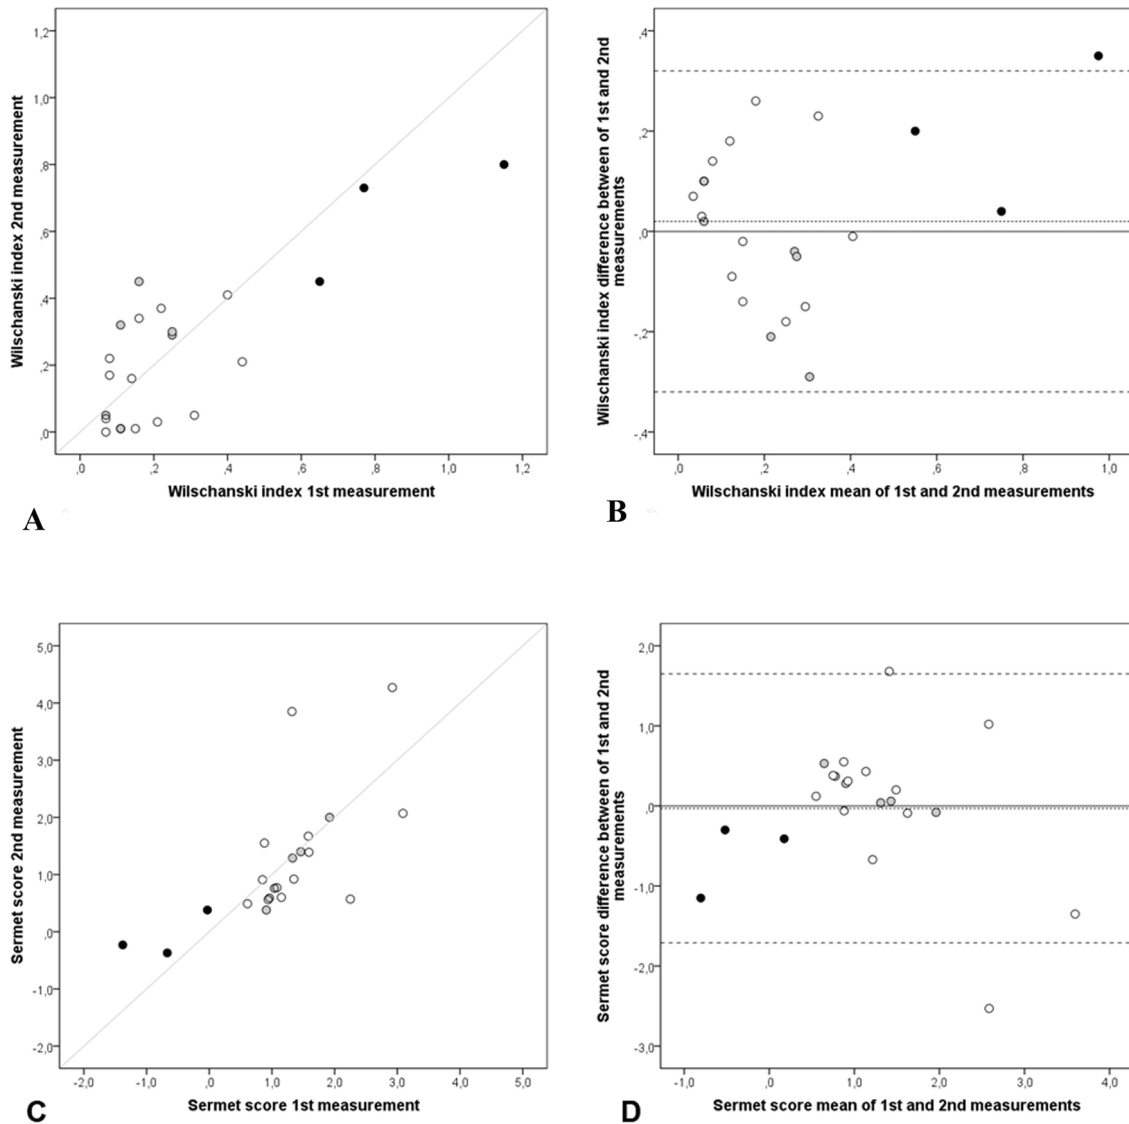 Wilschanski index 2nd measurement
1,2
1,0
,8
,6
,4
,2
,0
,0 ,2 ,4 ,6 ,8 1,0 1,2
Wilschanski index 1st measurement
A
Wilschanski index difference between of 1st and 2nd
measurements
,4
,2
,0
-,2
-,4
,0 ,2 ,4 ,6 ,8 1,0
Wilschanski index mean of 1st and 2nd measurements
B
Sermet score 2nd measurement
5,0
4,0
3,0
2,0
1,0
,0
-1,0
-2,0
-2,0 -1,0 ,0 1,0 2,0 3,0 4,0 5,0
Sermet score 1st measurement
C
Sermet score difference between of 1st and 2nd
measurements
2,0
1,0
,0
-1,0
-2,0
-3,0
-1,0 ,0 1,0 2,0 3,0 4,0
Sermet score mean of 1st and 2nd measurements
D